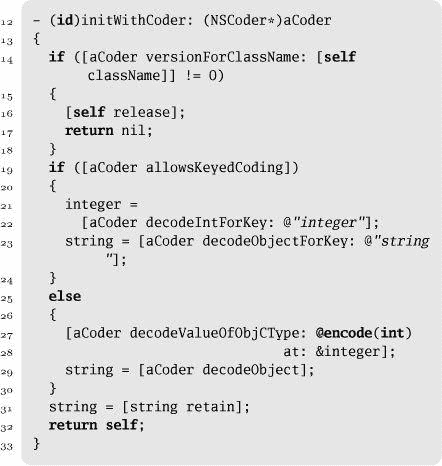 12 - (id)initWithCoder: (NSCoder*)aCoder
13 {
14   if ([aCoder versionForClassName: [self
         className]] != 0)
15   {
16     [self release];
17     return nil;
18   }
19   if ([aCoder allowsKeyedCoding])
20   {
21     integer =
22       [aCoder decodeIntForKey: @"integer"];
23     string = [aCoder decodeObjectForKey: @"string
          "];
24   }
25   else
26   {
27     [aCoder decodeValueOfObjCType: @encode(int)
28                                at: &integer];
29     string = [aCoder decodeObject];
30   }
31   string = [string retain];
32   return self;
33 }